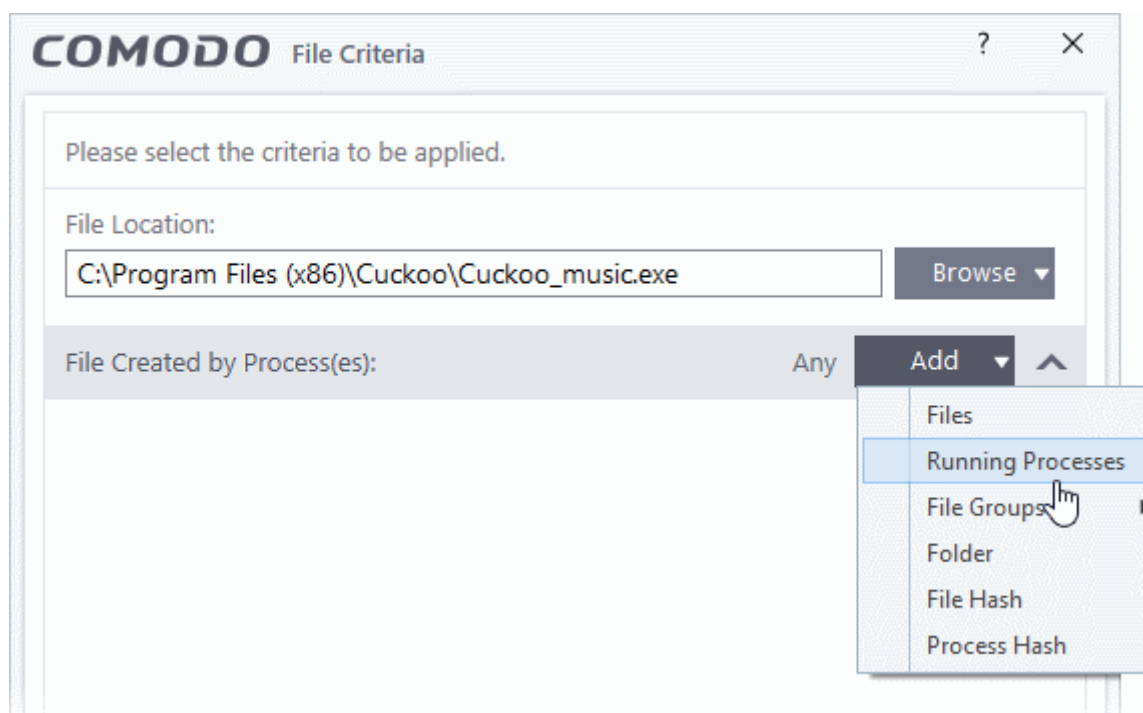 COMODO File Criteria ?
Please select the criteria to be applied.
File Location:
C:\Program Files (x86)\Cuckoo\Cuckoo_music.exe Browse
File Created by Process(es): Any Add
Files
Running Processes
File Groups
Folder
File Hash
Process Hash